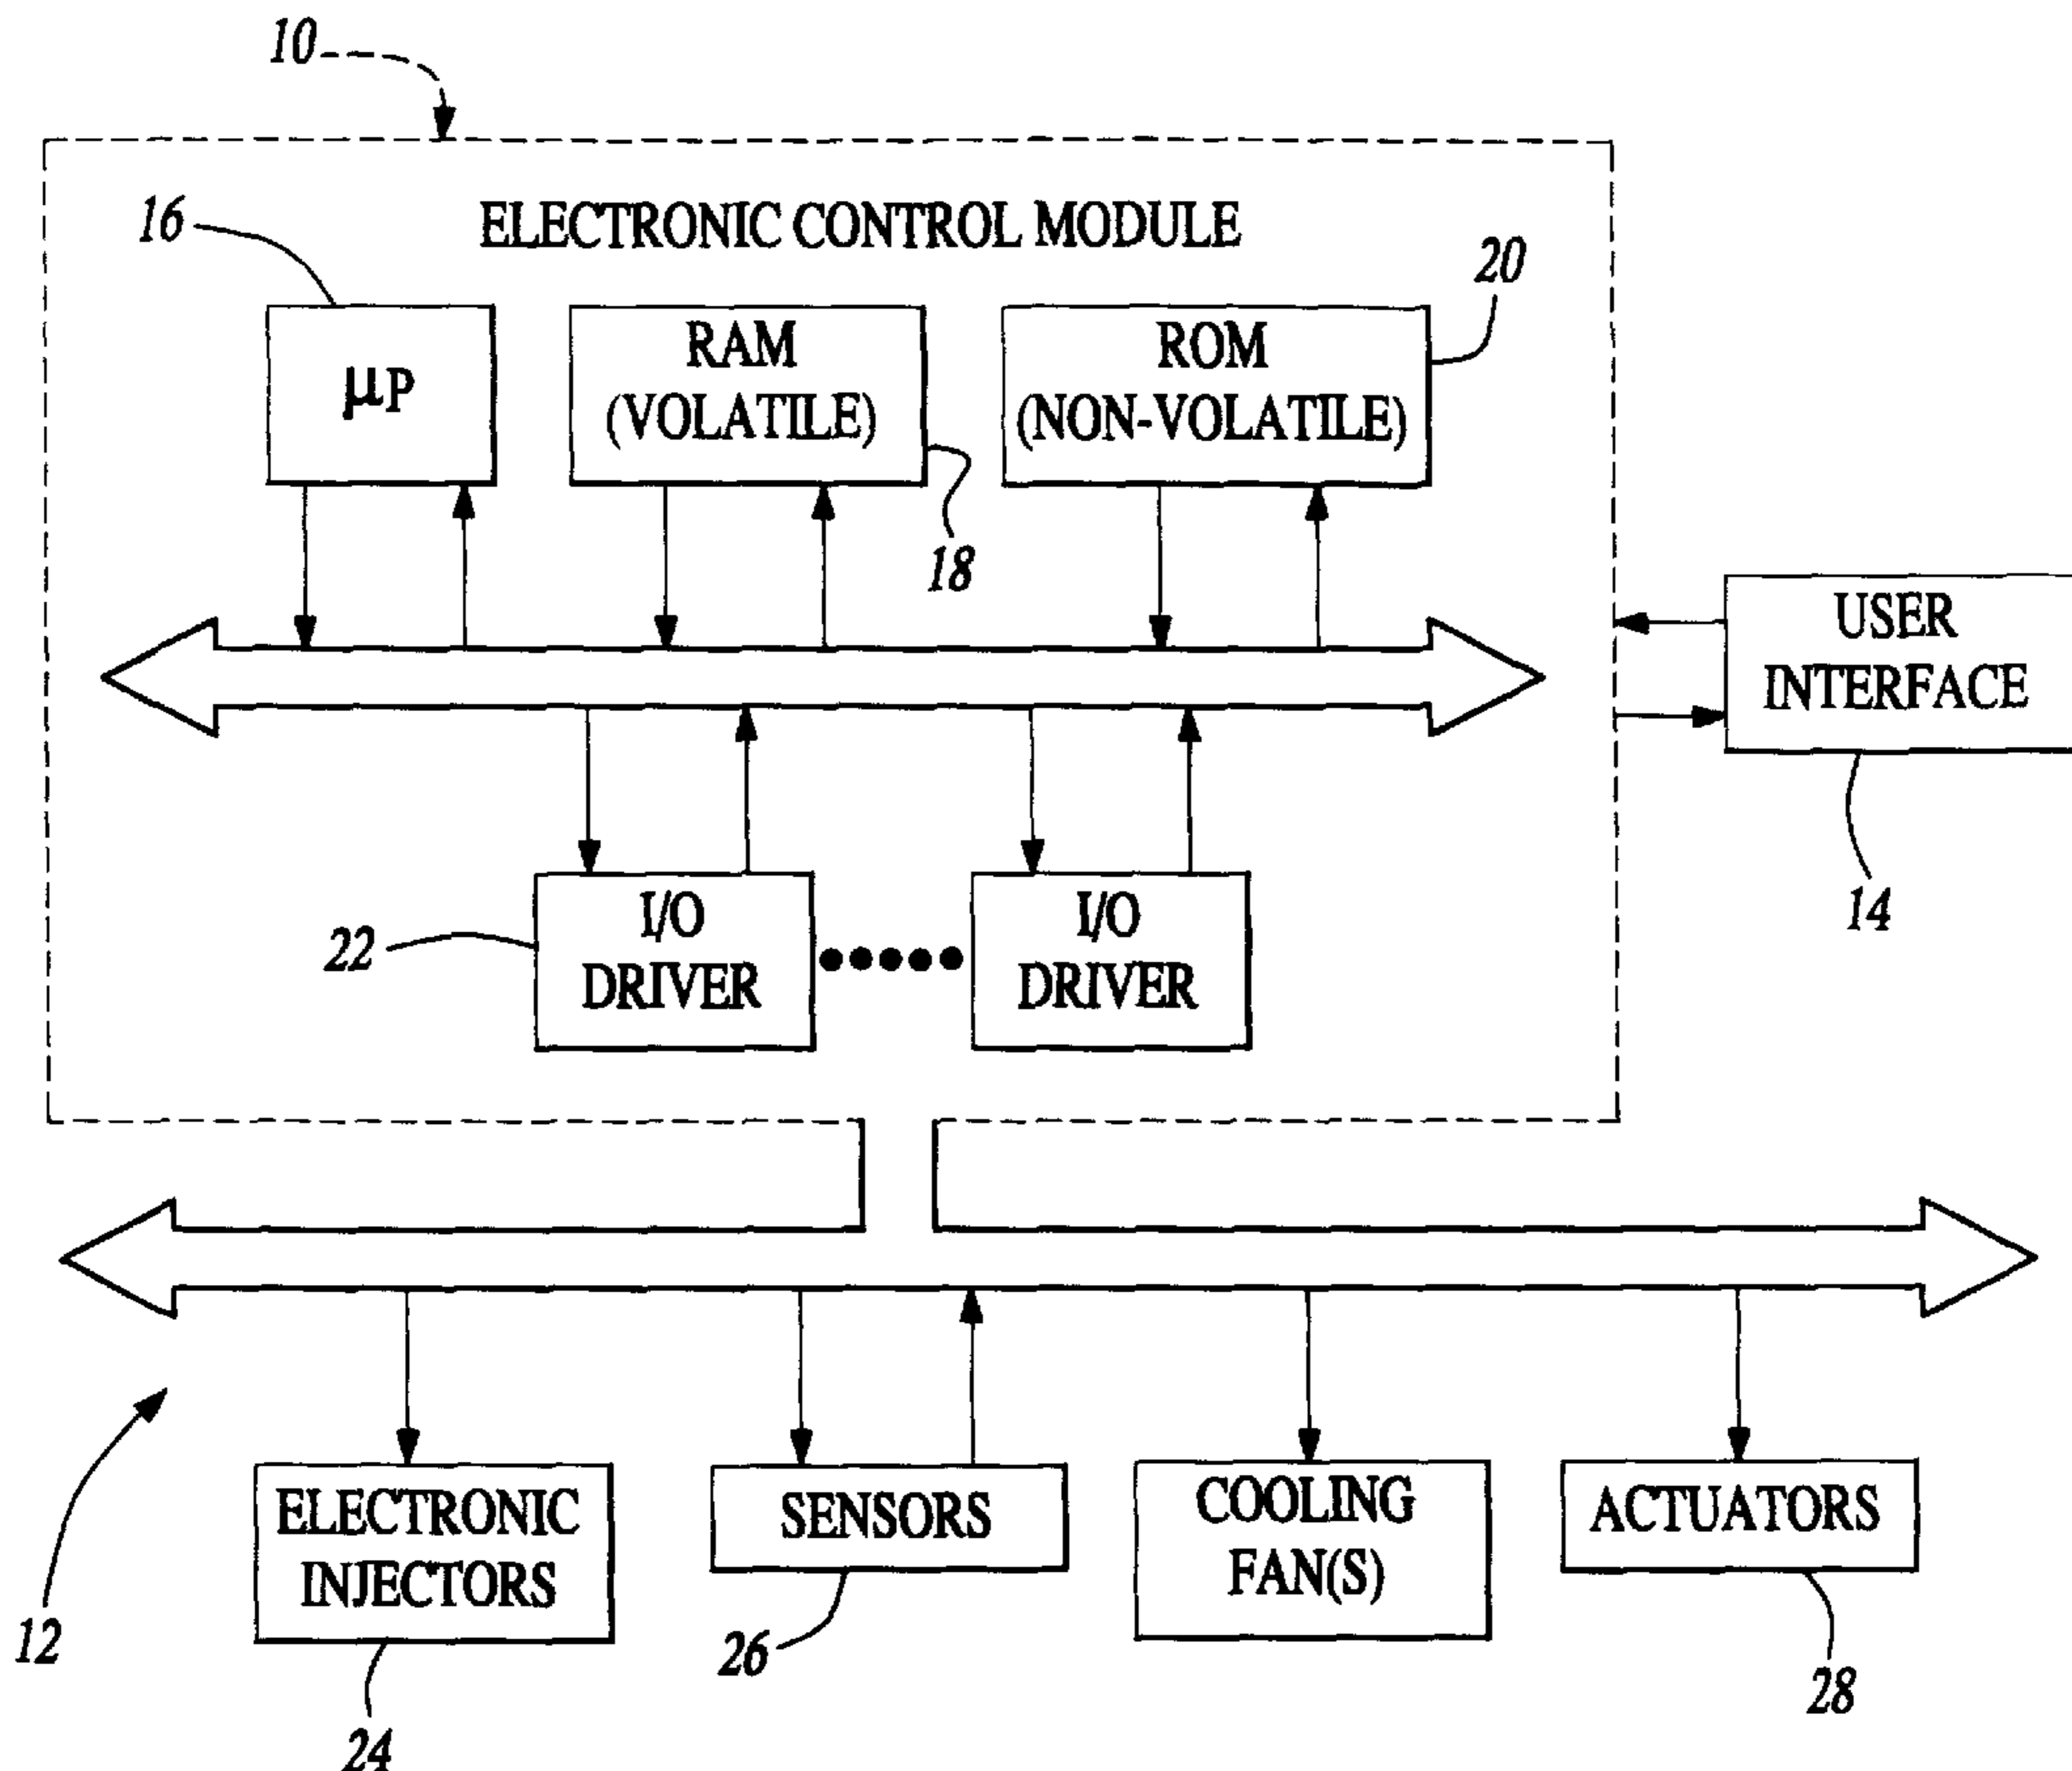 10
ELECTRONIC CONTROL MODULE
16
20
μP
RAM
(VOLATILE)
ROM
(NON-VOLATILE)
18
USER
INTERFACE
14
22
I/O
DRIVER
I/O
DRIVER
12
ELECTRONIC
INJECTORS
SENSORS
COOLING
FAN(S)
ACTUATORS
24
26
28